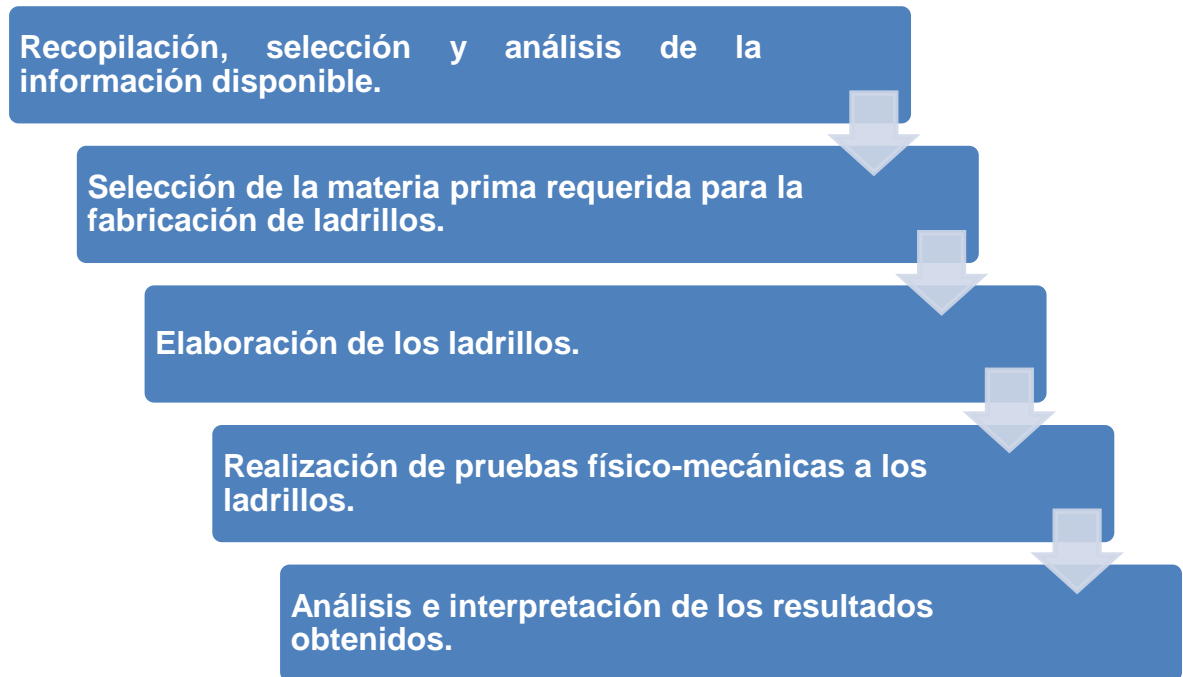 Recopilación, selección y análisis de la
información disponible.
Selección de la materia prima requerida para la
fabricación de ladrillos.
Elaboración de los ladrillos.
Realización de pruebas físico-mecánicas a los
ladrillos.
Análisis e interpretación de los resultados
obtenidos.